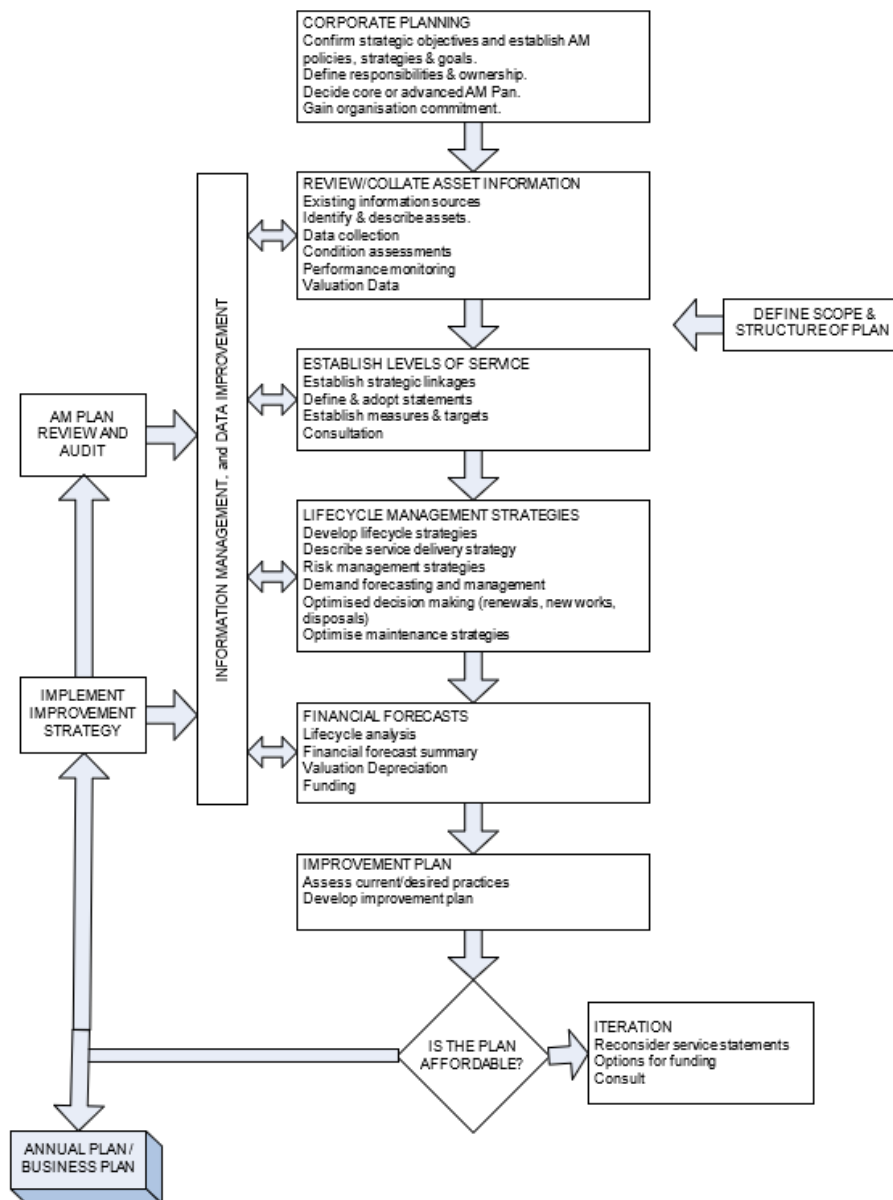 CORPORATE PLANNING
Confirm strategic objectives and establish AM
policies, strategies & goals.
Define responsibilities & ownership.
Decide core or advanced AM Pan.
Gain organisation commitment.
REVIEW/COLLATE ASSET INFORMATION
Existing information sources
Identify & describe assets.
Data collection
Condition assessments
Performance monitoring
Valuation Data
DEFINE SCOPE &
STRUCTURE OF PLAN
INFORMATION MANAGEMENT, and DATA IMPROVEMENT
ESTABLISH LEVELS OF SERVICE
Establish strategic linkages
Define & adopt statements
Establish measures & targets
Consultation
AM PLAN
REVIEW AND
AUDIT
LIFECYCLE MANAGEMENT STRATEGIES
Develop lifecycle strategies
Describe service delivery strategy
Risk management strategies
Demand forecasting and management
Optimised decision making (renewals, new works,
disposals)
Optimise maintenance strategies
IMPLEMENT
IMPROVEMENT
STRATEGY
FINANCIAL FORECASTS
Lifecycle analysis
Financial forecast summary
Valuation Depreciation
Funding
IMPROVEMENT PLAN
Assess current/desired practices
Develop improvement plan
IS THE PLAN
AFFORDABLE?
ITERATION
Reconsider service statements
Options for funding
Consult
ANNUAL PLAN /
BUSINESS PLAN